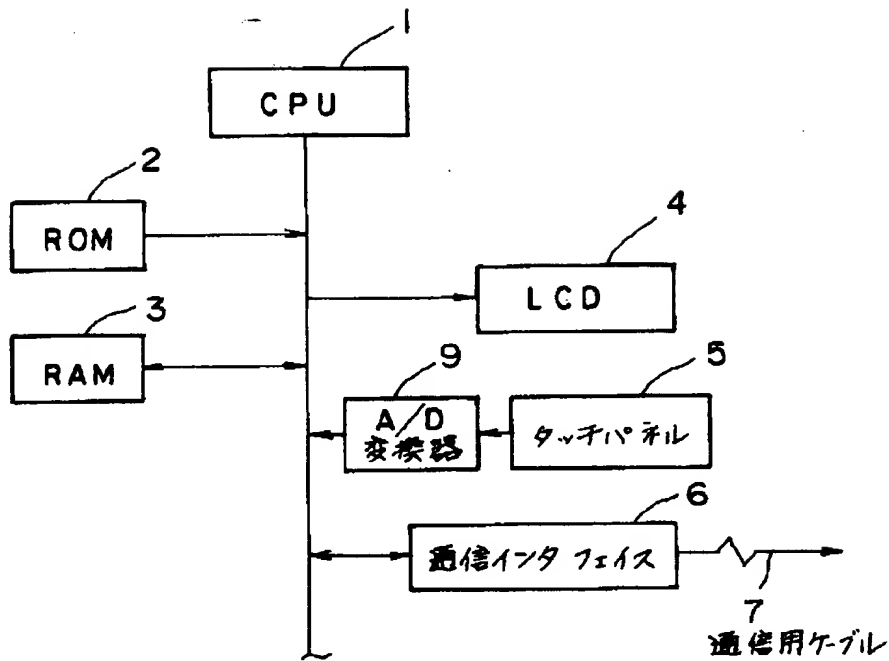 1
CPU
2
ROM
4
LCD
3
RAM
9
A/D
変換器
5
タッチパネル
6
通信インタフェイス
7
通信用ケーブル